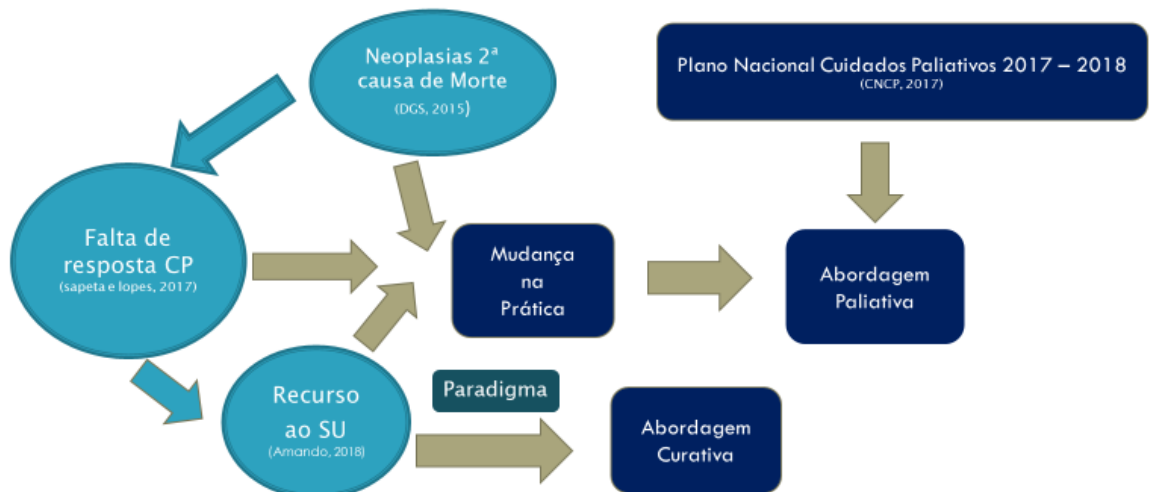 Neoplasias 2ª
causa de Morte
(DGS, 2015)
Plano Nacional Cuidados Paliativos 2017 – 2018
(CNCP, 2017)
Falta de
resposta CP
(sapeta e lopes, 2017)
Mudança
na
Prática
Abordagem
Paliativa
Recurso
ao SU
(Amando, 2018)
Paradigma
Abordagem
Curativa